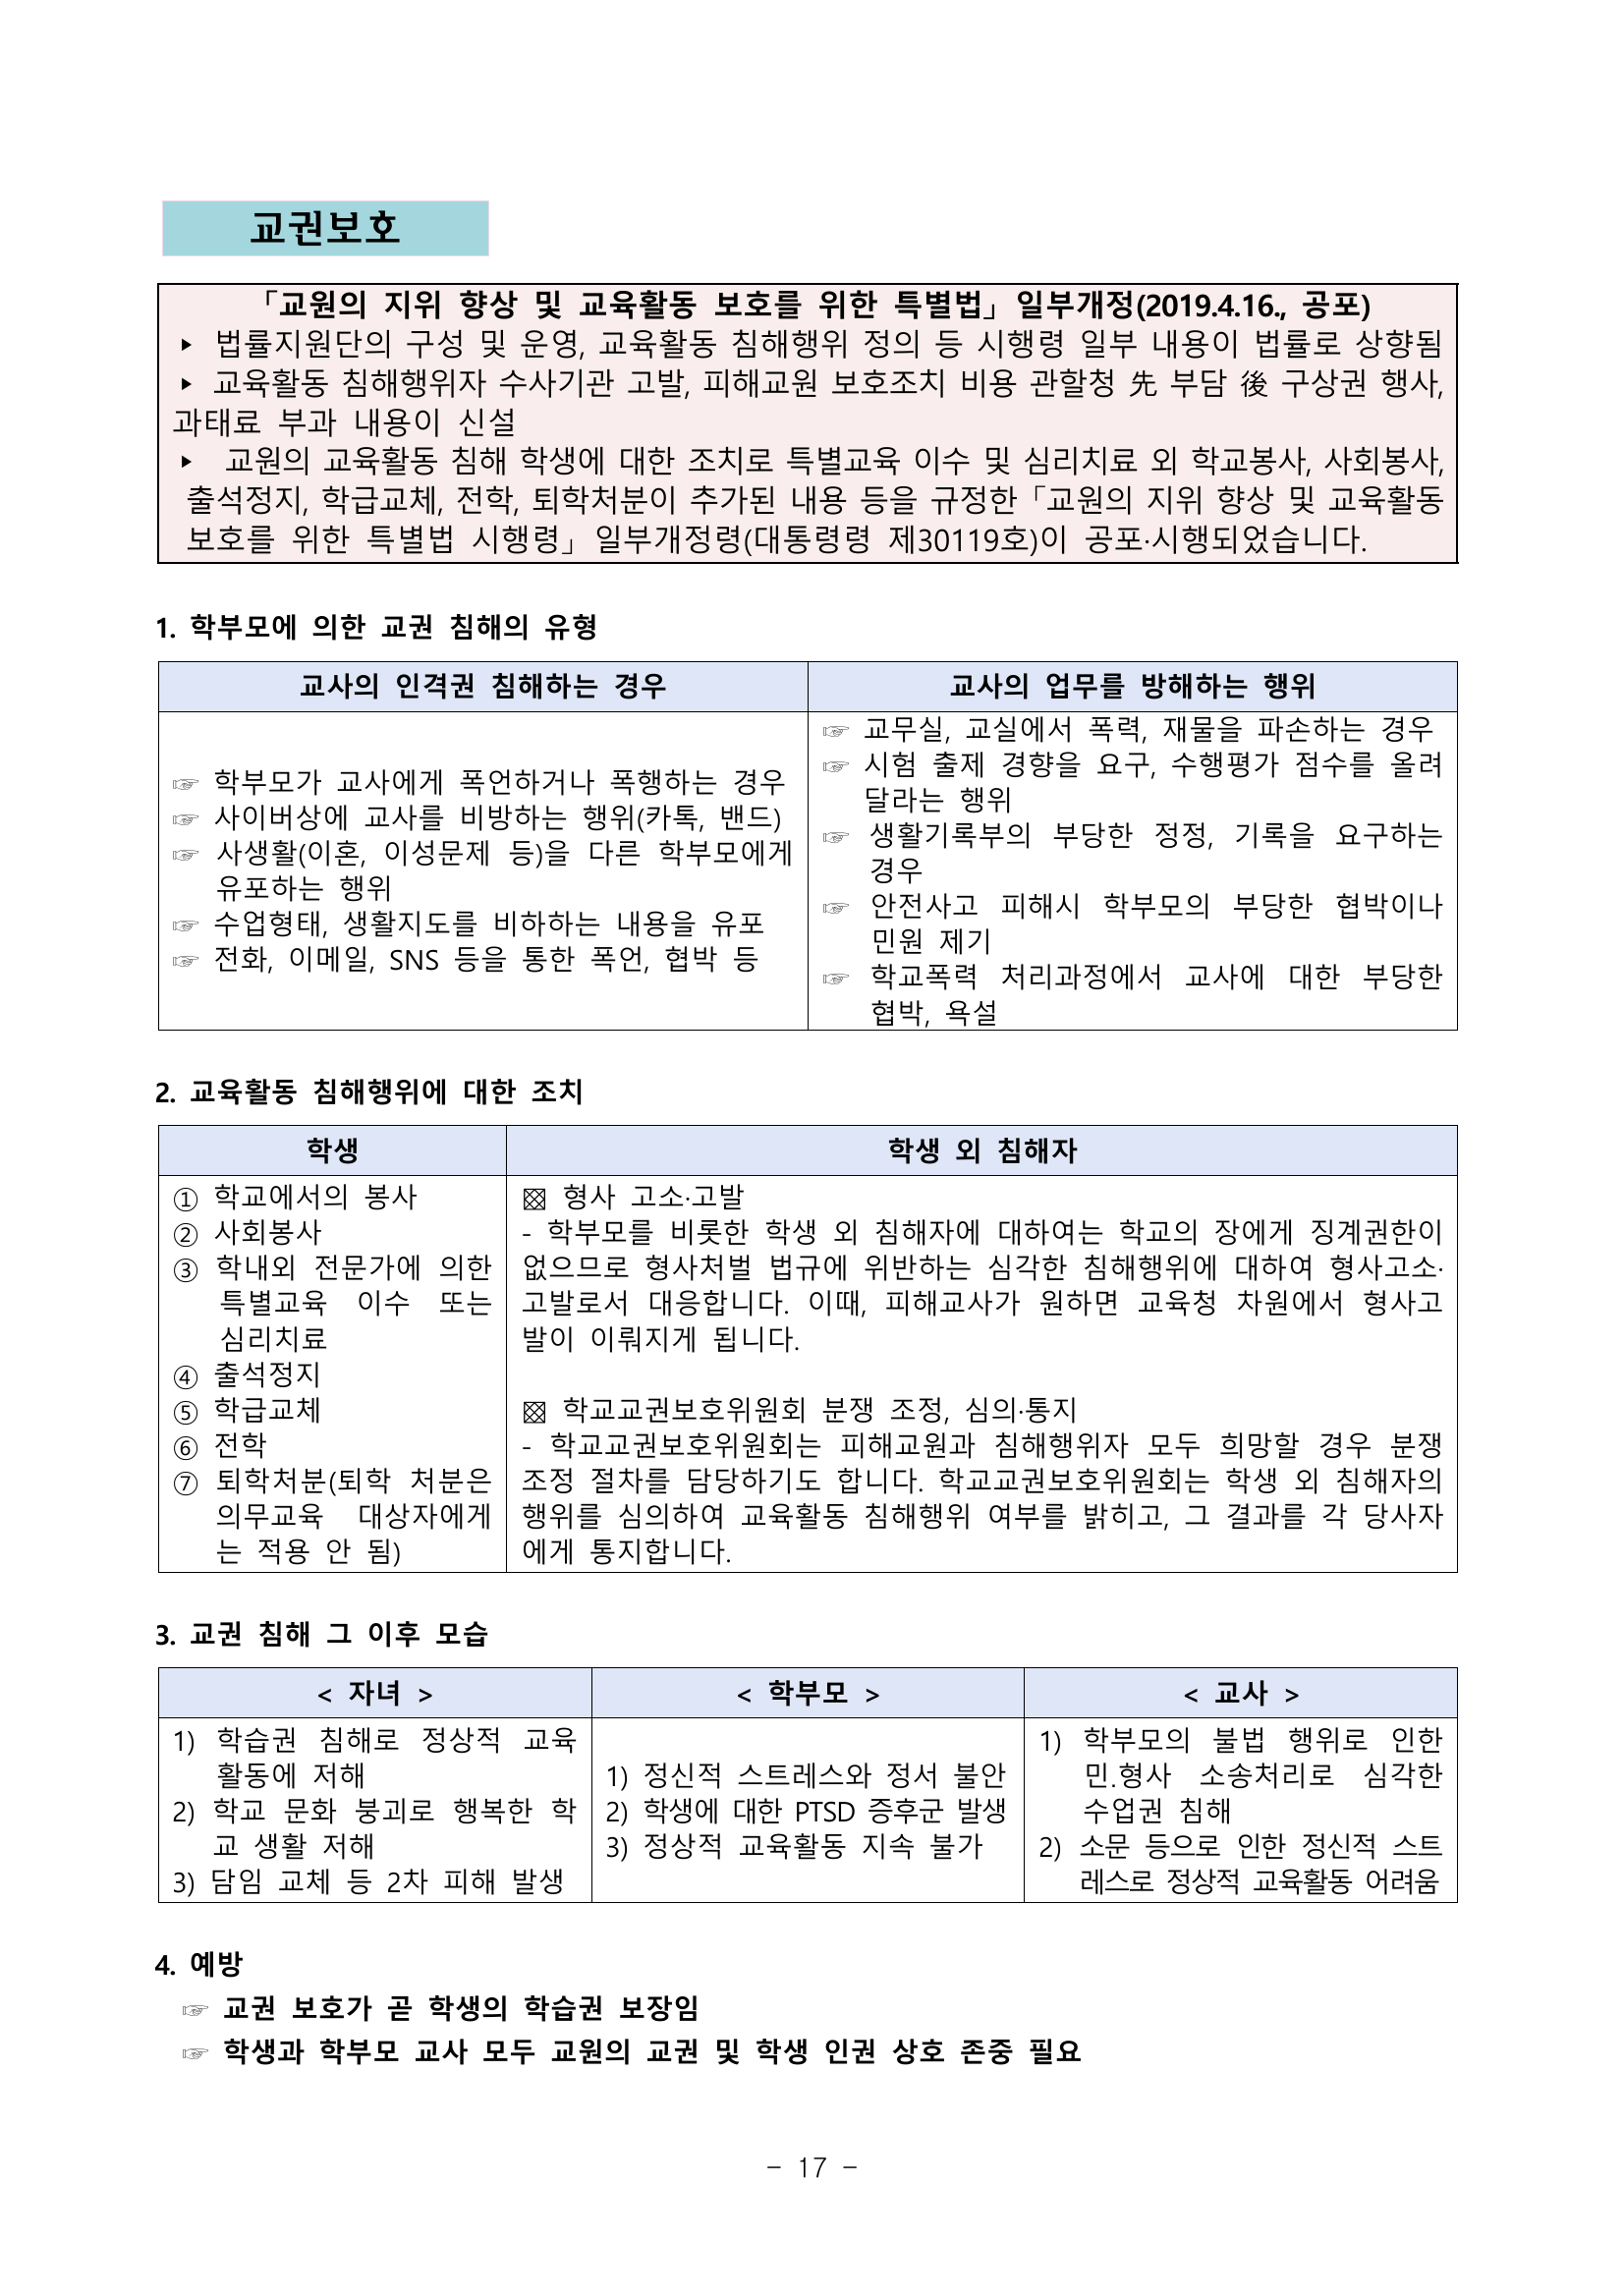 교권보호
「교원의 지위 향상 및 교육활동 보호를 위한 특별법」일부개정(2019.4.16., 공포)
▸ 법률지원단의 구성 및 운영, 교육활동 침해행위 정의 등 시행령 일부 내용이 법률로 상향됨
▸ 교육활동 침해행위자 수사기관 고발, 피해교원 보호조치 비용 관할청 先 부담 後 구상권 행사,
과태료 부과 내용이 신설
▸ 교원의 교육활동 침해 학생에 대한 조치로 특별교육 이수 및 심리치료 외 학교봉사, 사회봉사,
출석정지, 학급교체, 전학, 퇴학처분이 추가된 내용 등을 규정한「교원의 지위 향상 및 교육활동
보호를 위한 특별법 시행령」일부개정령(대통령령 제30119호)이 공포·시행되었습니다.
1. 학부모에 의한 교권 침해의 유형
교사의 인격권 침해하는 경우
☞ 학부모가 교사에게 폭언하거나 폭행하는 경우
☞ 사이버상에 교사를 비방하는 행위(카톡, 밴드)
☞ 사생활(이혼, 이성문제 등)을 다른 학부모에게
유포하는 행위
☞ 수업형태, 생활지도를 비하하는 내용을 유포
☞ 전화, 이메일, SNS 등을 통한 폭언, 협박 등
교사의 업무를 방해하는 행위
☞ 교무실, 교실에서 폭력, 재물을 파손하는 경우
☞ 시험 출제 경향을 요구, 수행평가 점수를 올려
달라는 행위
☞ 생활기록부의 부당한 정정, 기록을 요구하는
경우
☞ 안전사고 피해시 학부모의 부당한 협박이나
민원 제기
☞ 학교폭력 처리과정에서 교사에 대한 부당한
협박, 욕설
2. 교육활동 침해행위에 대한 조치
학생
① 학교에서의 봉사
② 사회봉사
③ 학내외 전문가에 의한
특별교육 이수 또는
심리치료
④ 출석정지
⑤ 학급교체
⑥ 전학
⑦ 퇴학처분(퇴학 처분은
의무교육 대상자에게
는 적용 안 됨)
학생 외 침해자
▩ 형사 고소·고발
- 학부모를 비롯한 학생 외 침해자에 대하여는 학교의 장에게 징계권한이
없으므로 형사처벌 법규에 위반하는 심각한 침해행위에 대하여 형사고소·
고발로서 대응합니다. 이때, 피해교사가 원하면 교육청 차원에서 형사고
발이 이뤄지게 됩니다.
▩ 학교교권보호위원회 분쟁 조정, 심의·통지
- 학교교권보호위원회는 피해교원과 침해행위자 모두 희망할 경우 분쟁
조정 절차를 담당하기도 합니다. 학교교권보호위원회는 학생 외 침해자의
행위를 심의하여 교육활동 침해행위 여부를 밝히고, 그 결과를 각 당사자
에게 통지합니다.
3. 교권 침해 그 이후 모습
< 자녀 >
1) 학습권 침해로 정상적 교육
활동에 저해
2) 학교 문화 붕괴로 행복한 학
교 생활 저해
3) 담임 교체 등 2차 피해 발생
< 학부모 >
1) 정신적 스트레스와 정서 불안
2) 학생에 대한 PTSD 증후군 발생
3) 정상적 교육활동 지속 불가
< 교사 >
1) 학부모의 불법 행위로 인한
민.형사 소송처리로 심각한
수업권 침해
2) 소문 등으로 인한 정신적 스트
레스로 정상적 교육활동 어려움
4. 예방
☞ 교권 보호가 곧 학생의 학습권 보장임
☞ 학생과 학부모 교사 모두 교원의 교권 및 학생 인권 상호 존중 필요
- 17 -